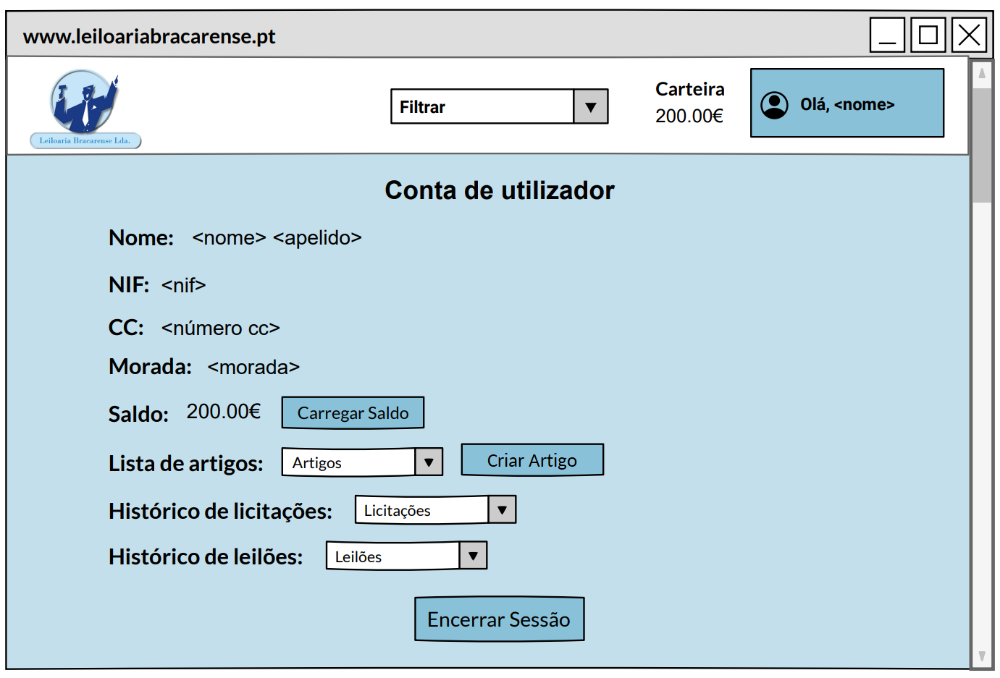 www.leiloariabracarense.pt
Leiloaria Bracarense Lda.
Filtrar
Carteira
200.00€
Olá, <nome>
Conta de utilizador
Nome: <nome> <apelido>
NIF: <nif>
CC: <número cc>
Morada: <morada>
Saldo: 200.00€ Carregar Saldo
Lista de artigos: Artigos Criar Artigo
Histórico de licitações: Licitações
Histórico de leilões: Leilões
Encerrar Sessão